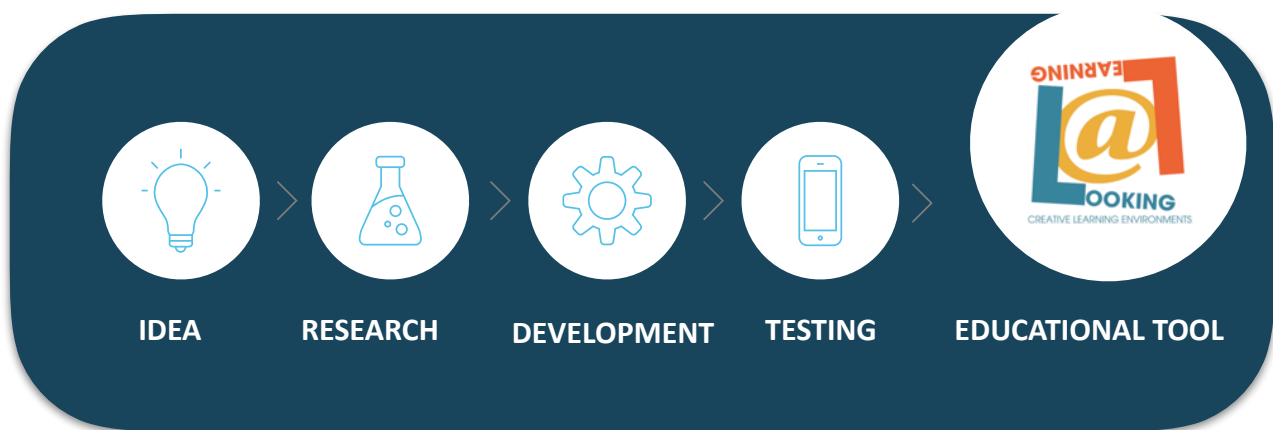 LEARNING
L@
LOOKING
CREATIVE LEARNING ENVIRONMENTS
IDEA
RESEARCH
DEVELOPMENT
TESTING
EDUCATIONAL TOOL